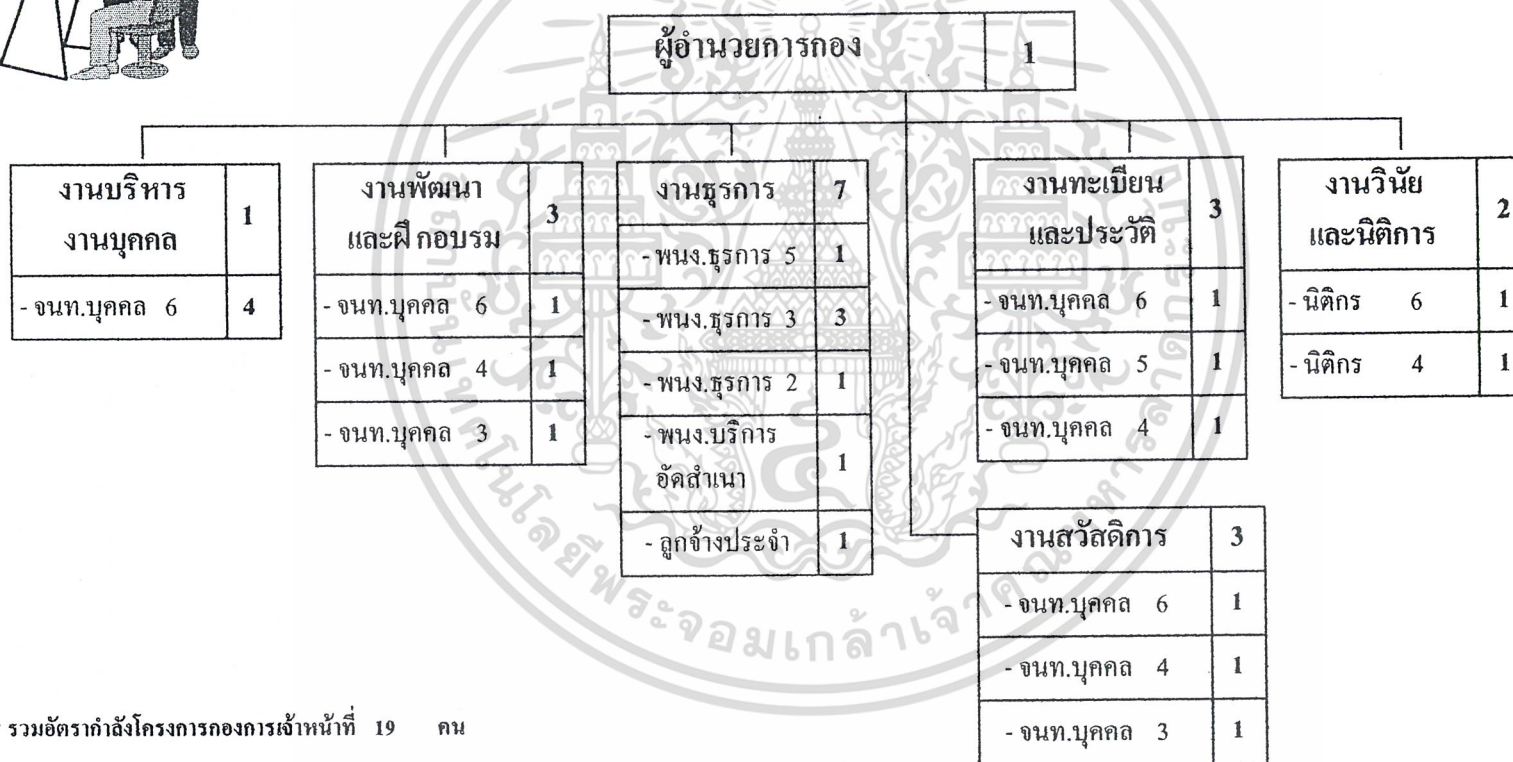 ผู้อำนวยการกอง 1
งานบริหาร
งานบุคคล 1
- จนท.บุคคล 6 4
งานพัฒนา
และฝึกอบรม 3
- จนท.บุคคล 6 1
- จนท.บุคคล 4 1
- จนท.บุคคล 3 1
งานธุรการ 7
- พนง.ธุรการ 5 1
- พนง.ธุรการ 3 3
- พนง.ธุรการ 2 1
- พนง.บริการ
อัดสำเนา 1
- ลูกจ้างประจำ 1
งานทะเบียน
และประวัติ 3
- จนท.บุคคล 6 1
- จนท.บุคคล 5 1
- จนท.บุคคล 4 1
งานวินัย
และนิติการ 2
- นิติกร 6 1
- นิติกร 4 1
งานสวัสดิการ 3
- จนท.บุคคล 6 1
- จนท.บุคคล 4 1
- จนท.บุคคล 3 1
รวมอัตรากำลังโครงการกองการเจ้าหน้าที่ 19 คน
พระจอมเกล้าเจ้าคุณทหารลาดกระบัง